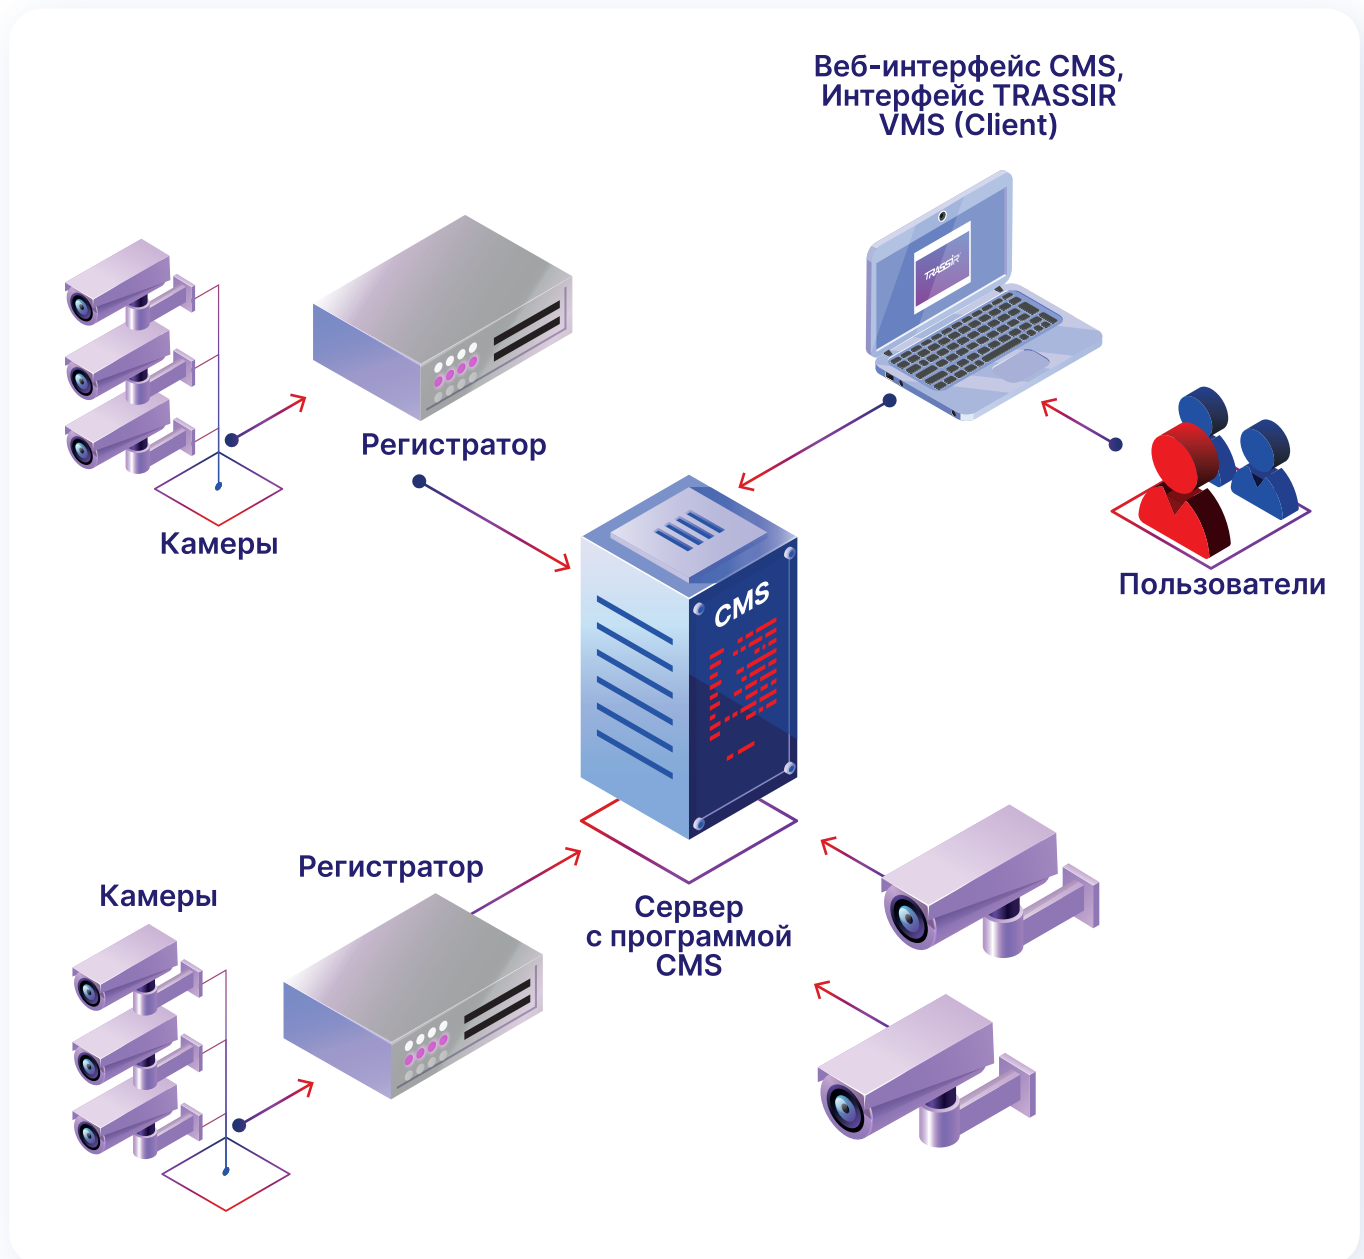 Веб-интерфейс CMS,
Интерфейс TRASSIR
VMS (Client)
TRASSIR
Регистратор
Камеры
Пользователи
CMS
Регистратор
Камеры
Сервер
с программой
CMS